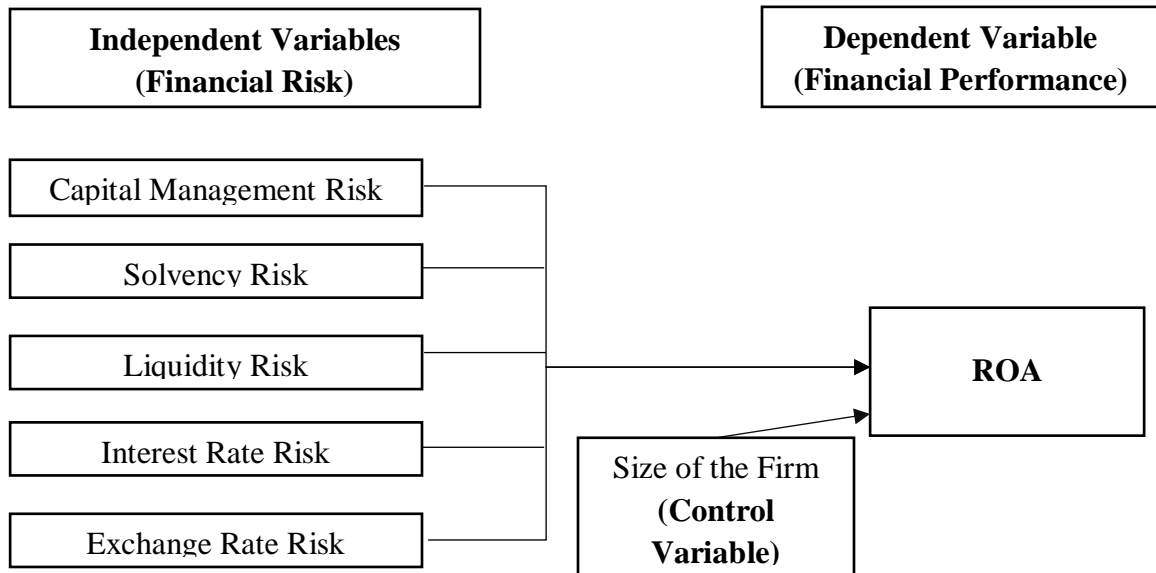 Independent Variables
(Financial Risk)
Dependent Variable
(Financial Performance)
Capital Management Risk
Solvency Risk
Liquidity Risk
Interest Rate Risk
Exchange Rate Risk
ROA
Size of the Firm
(Control
Variable)